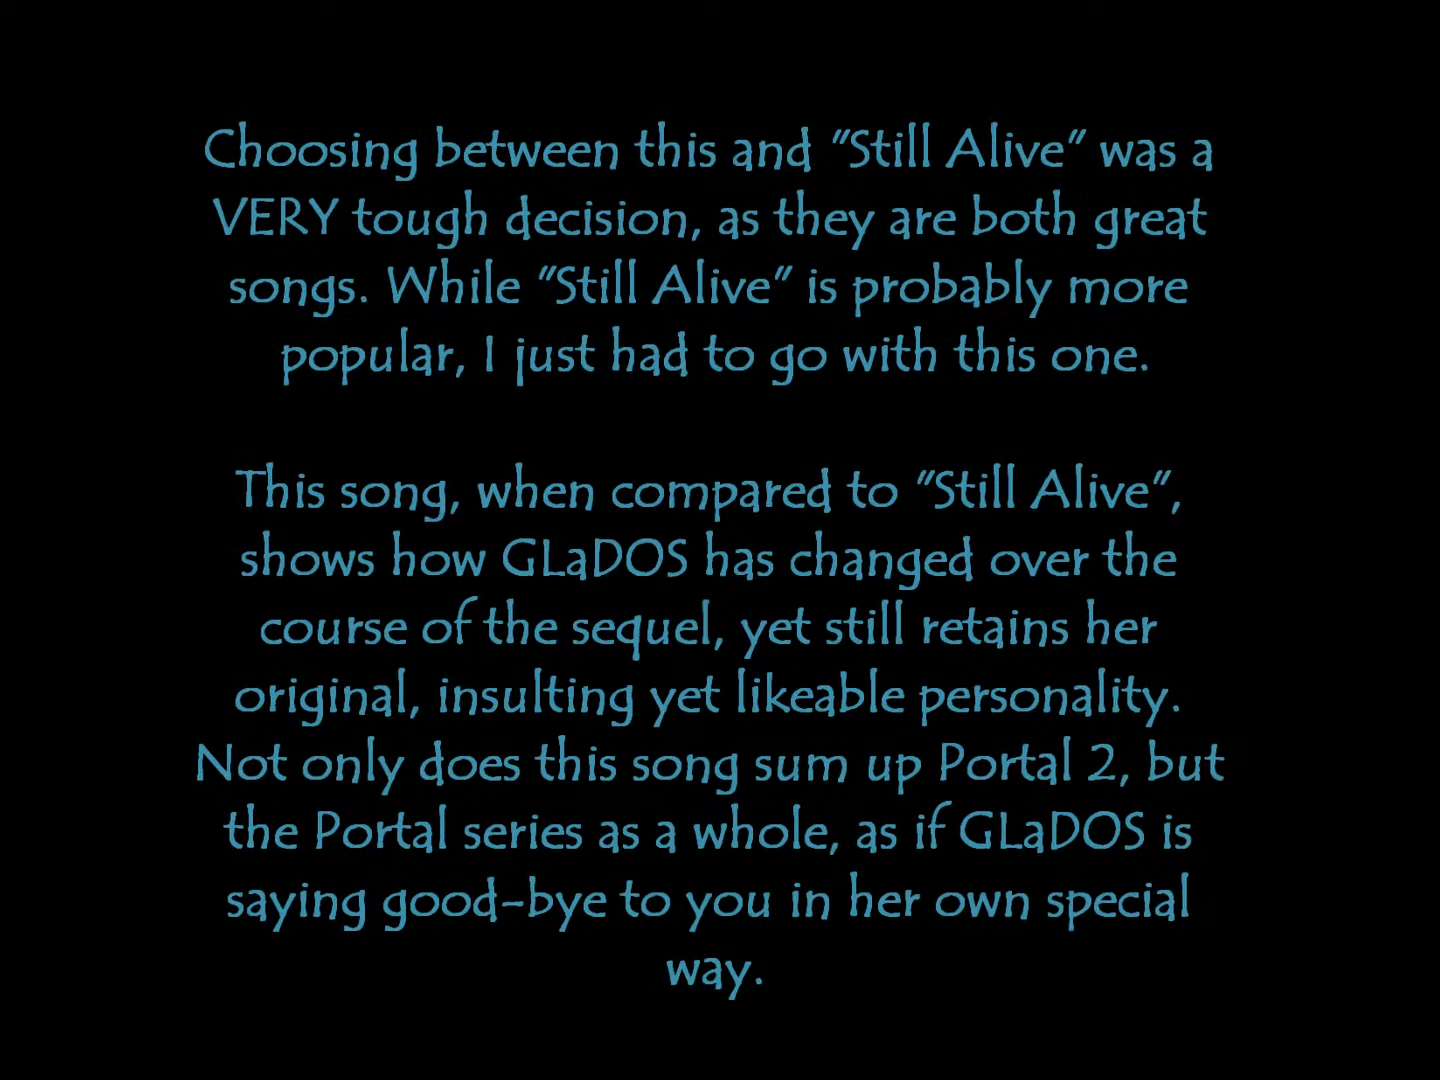 Choosing between this and "Still Alive" was a
VERY tough decision, as they are both great
songs. While "Still Alive" is probably more
popular, I just had to go with this one.
This song, when compared to "Still Alive",
shows how GLaDOS has changed over the
course of the sequel, yet still retains her
original, insulting yet likeable personality.
Not only does this song sum up Portal 2, but
the Portal series as a whole, as if GLaDOS is
saying good-bye to you in her own special
way.